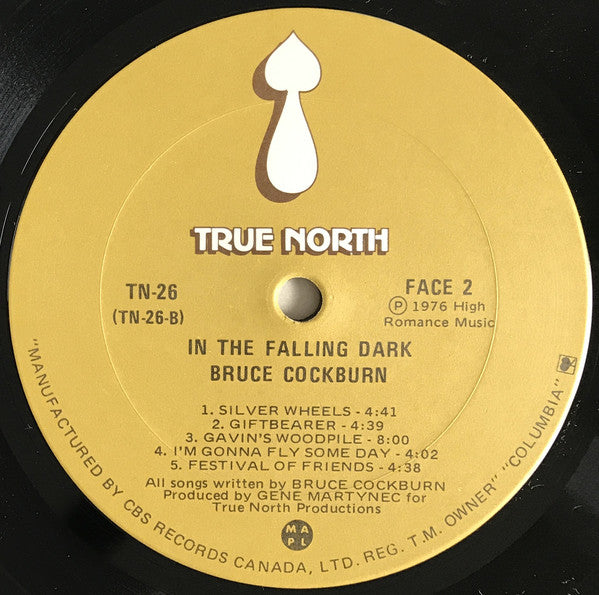 TRUE NORTH
TN-26
(TN-26-B)
FACE 2
Ⓟ 1976 High
Romance Music
IN THE FALLING DARK
BRUCE COCKBURN
1. SILVER WHEELS - 4:41
2. GIFTBEARER - 4:39
3. GAVIN'S WOODPILE - 8:00
4. I'M GONNA FLY SOME DAY - 4:02
5. FESTIVAL OF FRIENDS - 4:38
All songs written by BRUCE COCKBURN
Produced by GENE MARTYNEC for
True North Productions
M A
P L
"MANUFACTURED BY CBS RECORDS CANADA, LTD. REG. T.M. OWNER" "COLUMBIA"